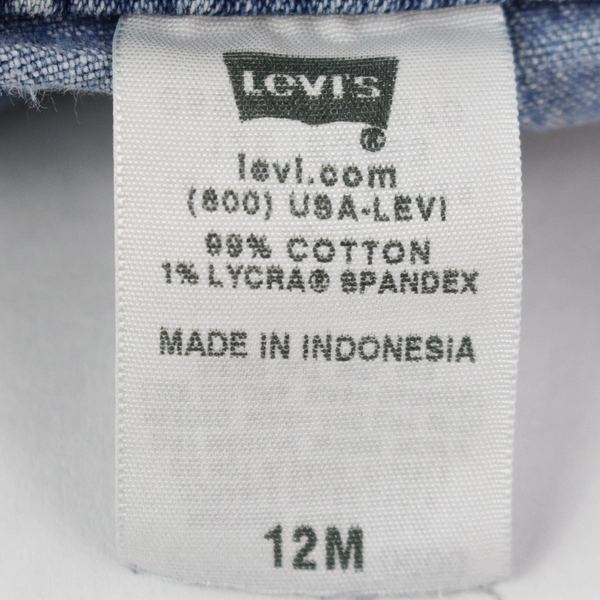 LEVI'S
levi.com
(800) USA-LEVI
99% COTTON
1% LYCRA® SPANDEX
MADE IN INDONESIA
12M